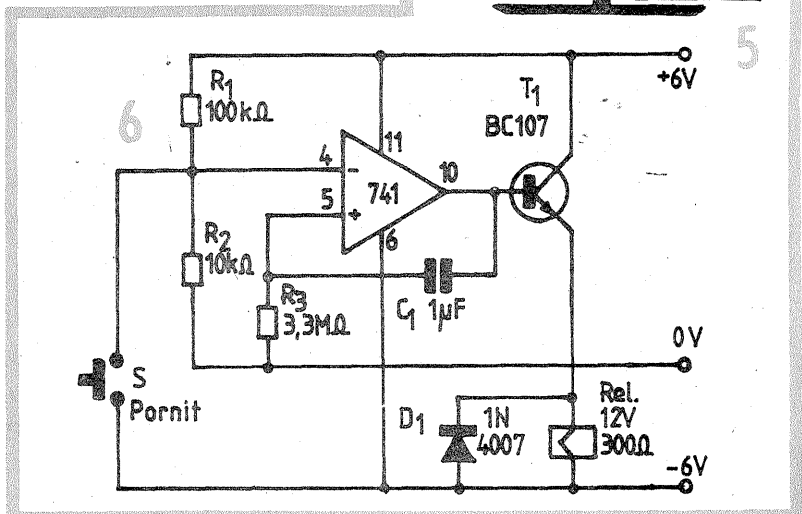 5
6
R1
100kΩ
+6V
T1
BC107
11
4
-
741
10
5
+
6
R2
10kΩ
R3
3,3MΩ
C1 1µF
0V
S
Pornit
D1
1N
4007
Rel.
12V
300Ω
-6V